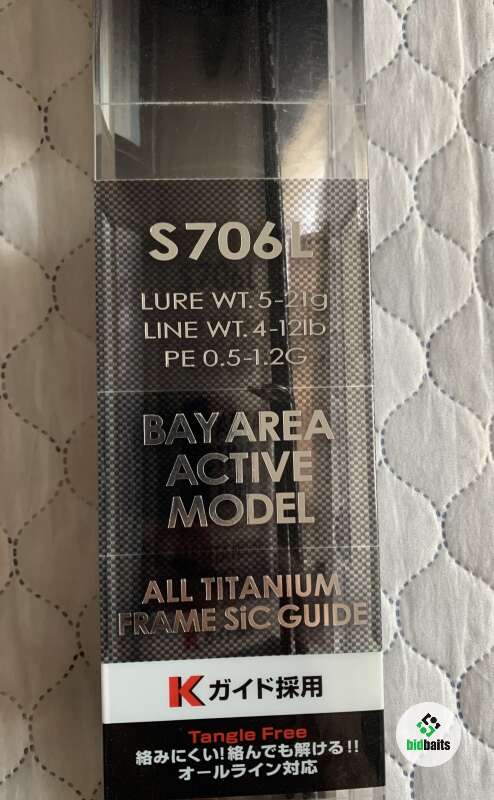 S706L
LURE WT. 5-21g
LINE WT. 4-12lb
PE 0.5-1.2G
BAY AREA
ACTIVE
MODEL
ALL TITANIUM
FRAME SiC GUIDE
K ガイド採用
Tangle Free
絡みにくい!絡んでも解ける!!
オールライン対応
bidbaits